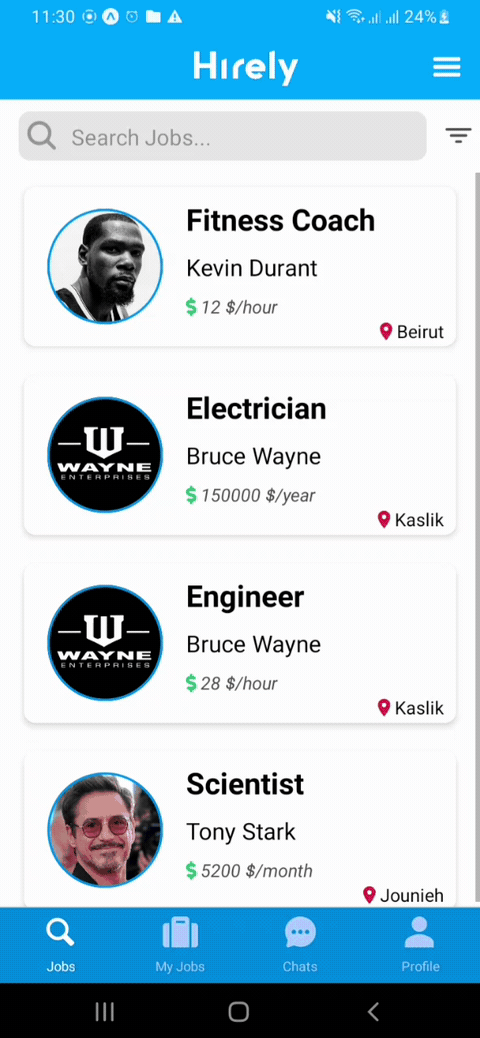 11:30
24%
Hirely
Search Jobs...
Fitness Coach
Kevin Durant
$ 12 $/hour
Beirut
Electrician
W
WAYNE
ENTERPRISES
Bruce Wayne
$ 150000 $/year
Kaslik
Engineer
W
WAYNE
ENTERPRISES
Bruce Wayne
$ 28 $/hour
Kaslik
Scientist
Tony Stark
$ 5200 $/month
Jounieh
Jobs
My Jobs
Chats
Profile